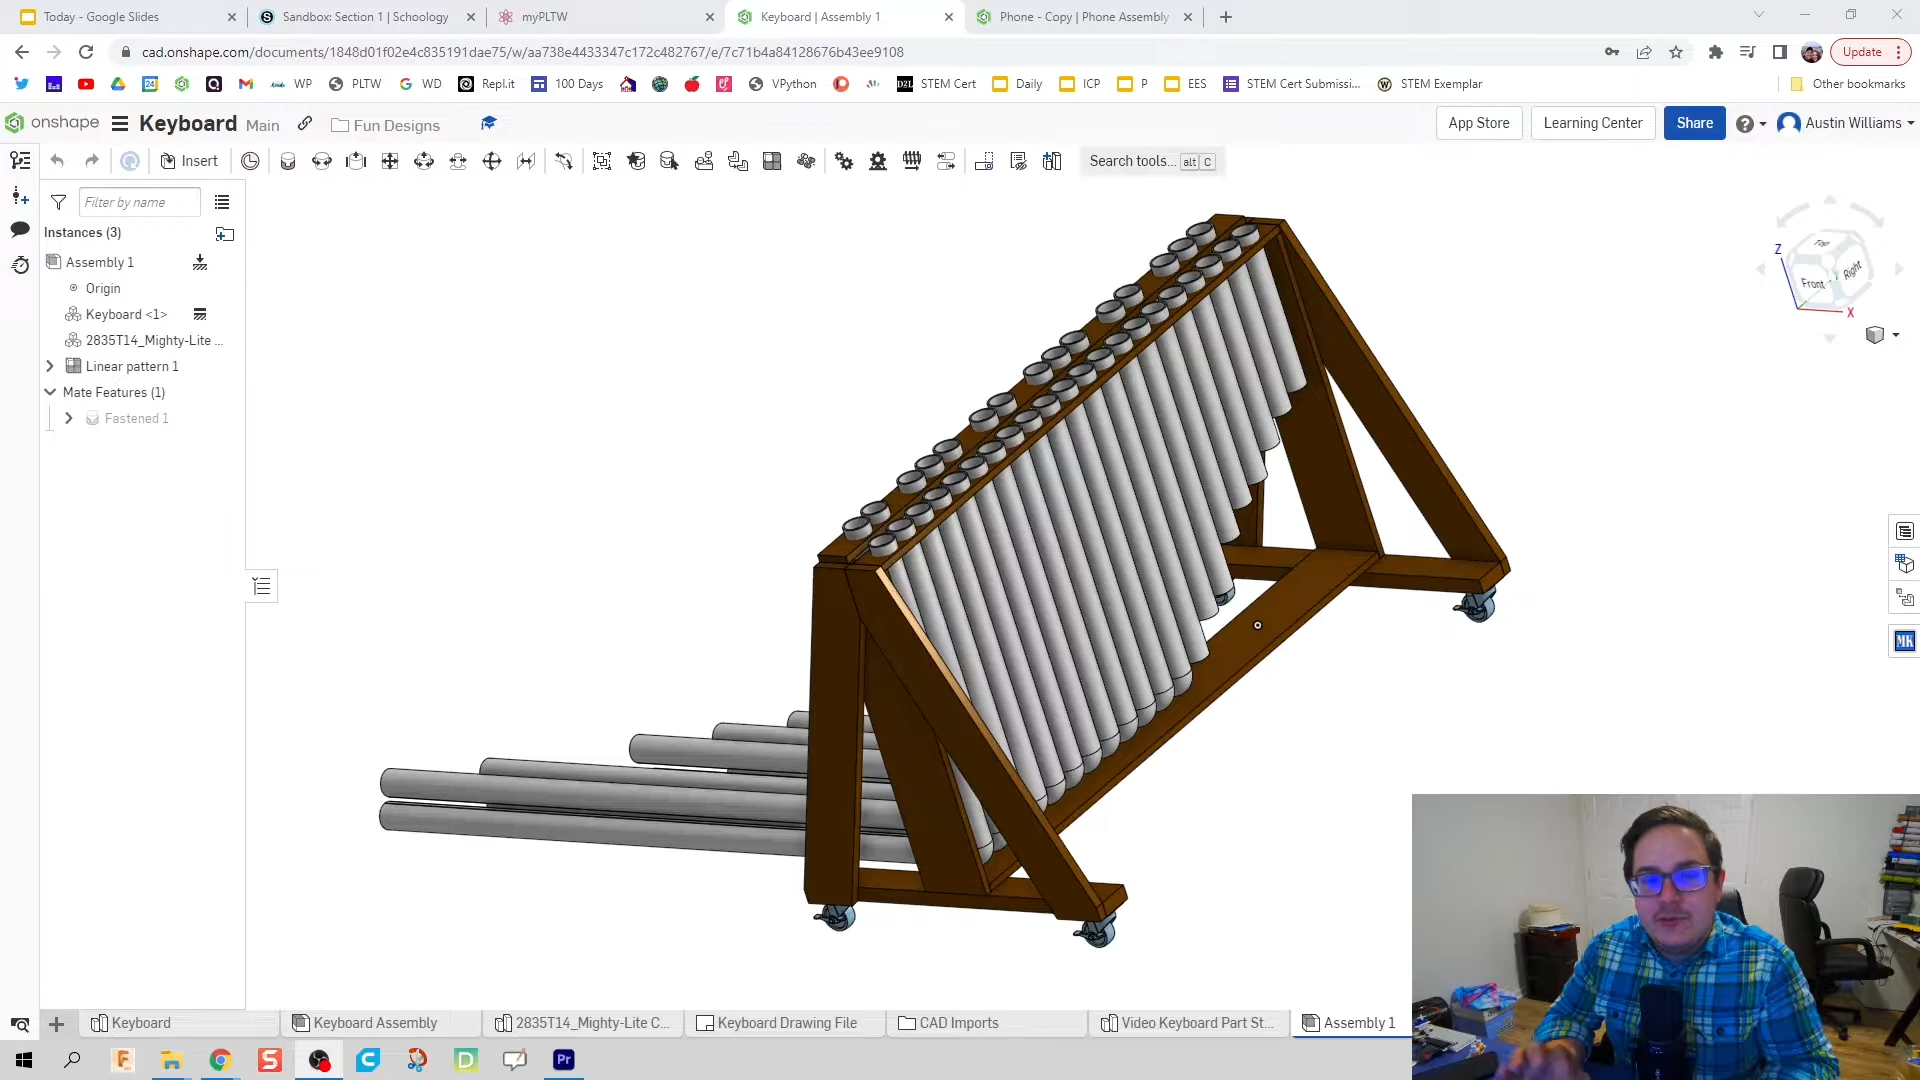 Today - Google Slides
Sandbox: Section 1 | Schoology
myPLTW
Keyboard | Assembly 1
Phone - Copy | Phone Assembly
cad.onshape.com/documents/1848d01f02e4c835191dae75/w/aa738e4433347c172c482767/e/7c71b4a84128676b43ee9108
Update
WP
PLTW
WD
Repl.it
100 Days
VPython
D2L
STEM Cert
Daily
ICP
P
EES
STEM Cert Submissi...
STEM Exemplar
Other bookmarks
onshape
Keyboard
Main
Fun Designs
App Store
Learning Center
Share
Austin Williams
Insert
Search tools... alt C
Filter by name
Instances (3)
Assembly 1
Origin
Keyboard <1>
2835T14_Mighty-Lite ...
Linear pattern 1
Mate Features (1)
Fastened 1
Z
Top
Front
Right
X
MK
Keyboard
Keyboard Assembly
2835T14_Mighty-Lite C...
Keyboard Drawing File
CAD Imports
Video Keyboard Part St...
Assembly 1
F
S
C
D
Pr